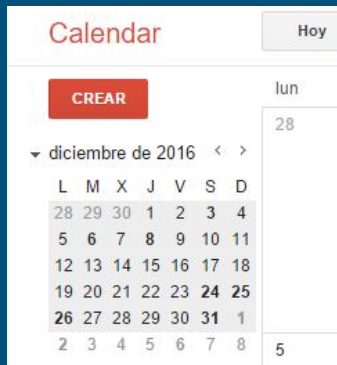 Calendar
Hoy
CREAR
lun
28
diciembre de 2016 < >
L M X J V S D
28 29 30 1 2 3 4
5 6 7 8 9 10 11
12 13 14 15 16 17 18
19 20 21 22 23 24 25
26 27 28 29 30 31 1
2 3 4 5 6 7 8
5